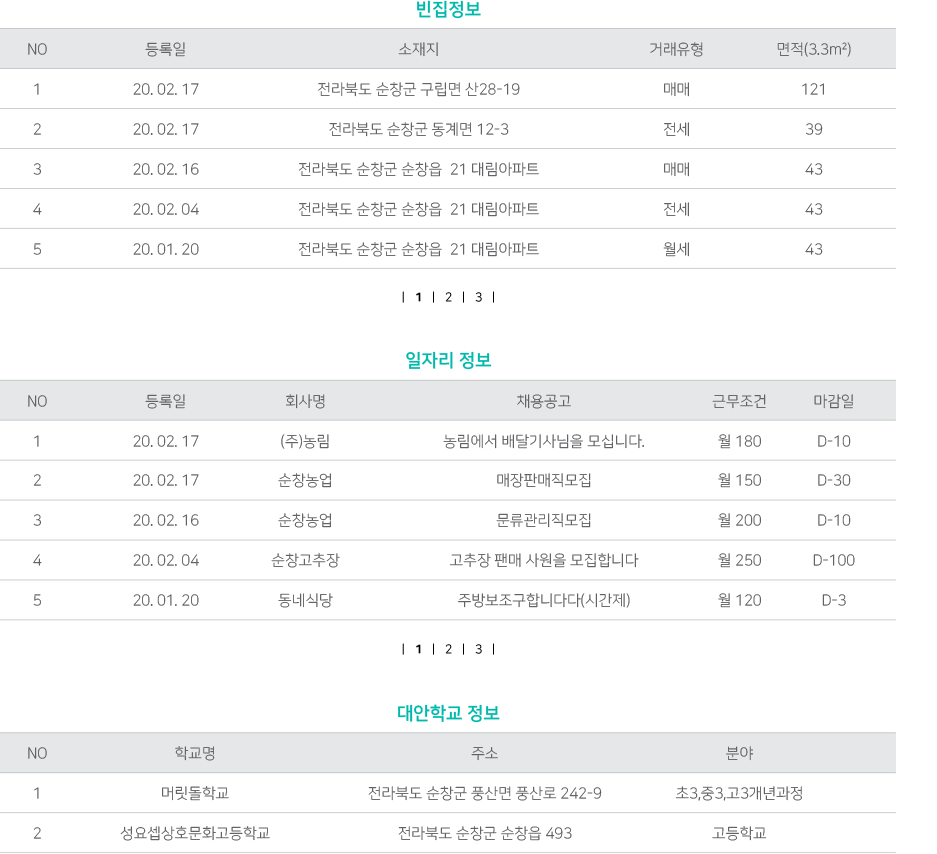 빈집정보
NO 등록일 소재지 거래유형 면적(3.3m²)
1 20. 02. 17 전라북도 순창군 구립면 산28-19 매매 121
2 20. 02. 17 전라북도 순창군 동계면 12-3 전세 39
3 20. 02. 16 전라북도 순창군 순창읍 21 대림아파트 매매 43
4 20. 02. 04 전라북도 순창군 순창읍 21 대림아파트 전세 43
5 20. 01. 20 전라북도 순창군 순창읍 21 대림아파트 월세 43
| 1 | 2 | 3 |
일자리 정보
NO 등록일 회사명 채용공고 근무조건 마감일
1 20. 02. 17 (주)농림 농림에서 배달기사님을 모십니다. 월 180 D-10
2 20. 02. 17 순창농업 매장판매직모집 월 150 D-30
3 20. 02. 16 순창농업 문류관리직모집 월 200 D-10
4 20. 02. 04 순창고추장 고추장 팬매 사원을 모집합니다 월 250 D-100
5 20. 01. 20 동네식당 주방보조구합니다다(시간제) 월 120 D-3
| 1 | 2 | 3 |
대안학교 정보
NO 학교명 주소 분야
1 머릿돌학교 전라북도 순창군 풍산면 풍산로 242-9 초3,중3,고3개년과정
2 성요셉상호문화고등학교 전라북도 순창군 순창읍 493 고등학교